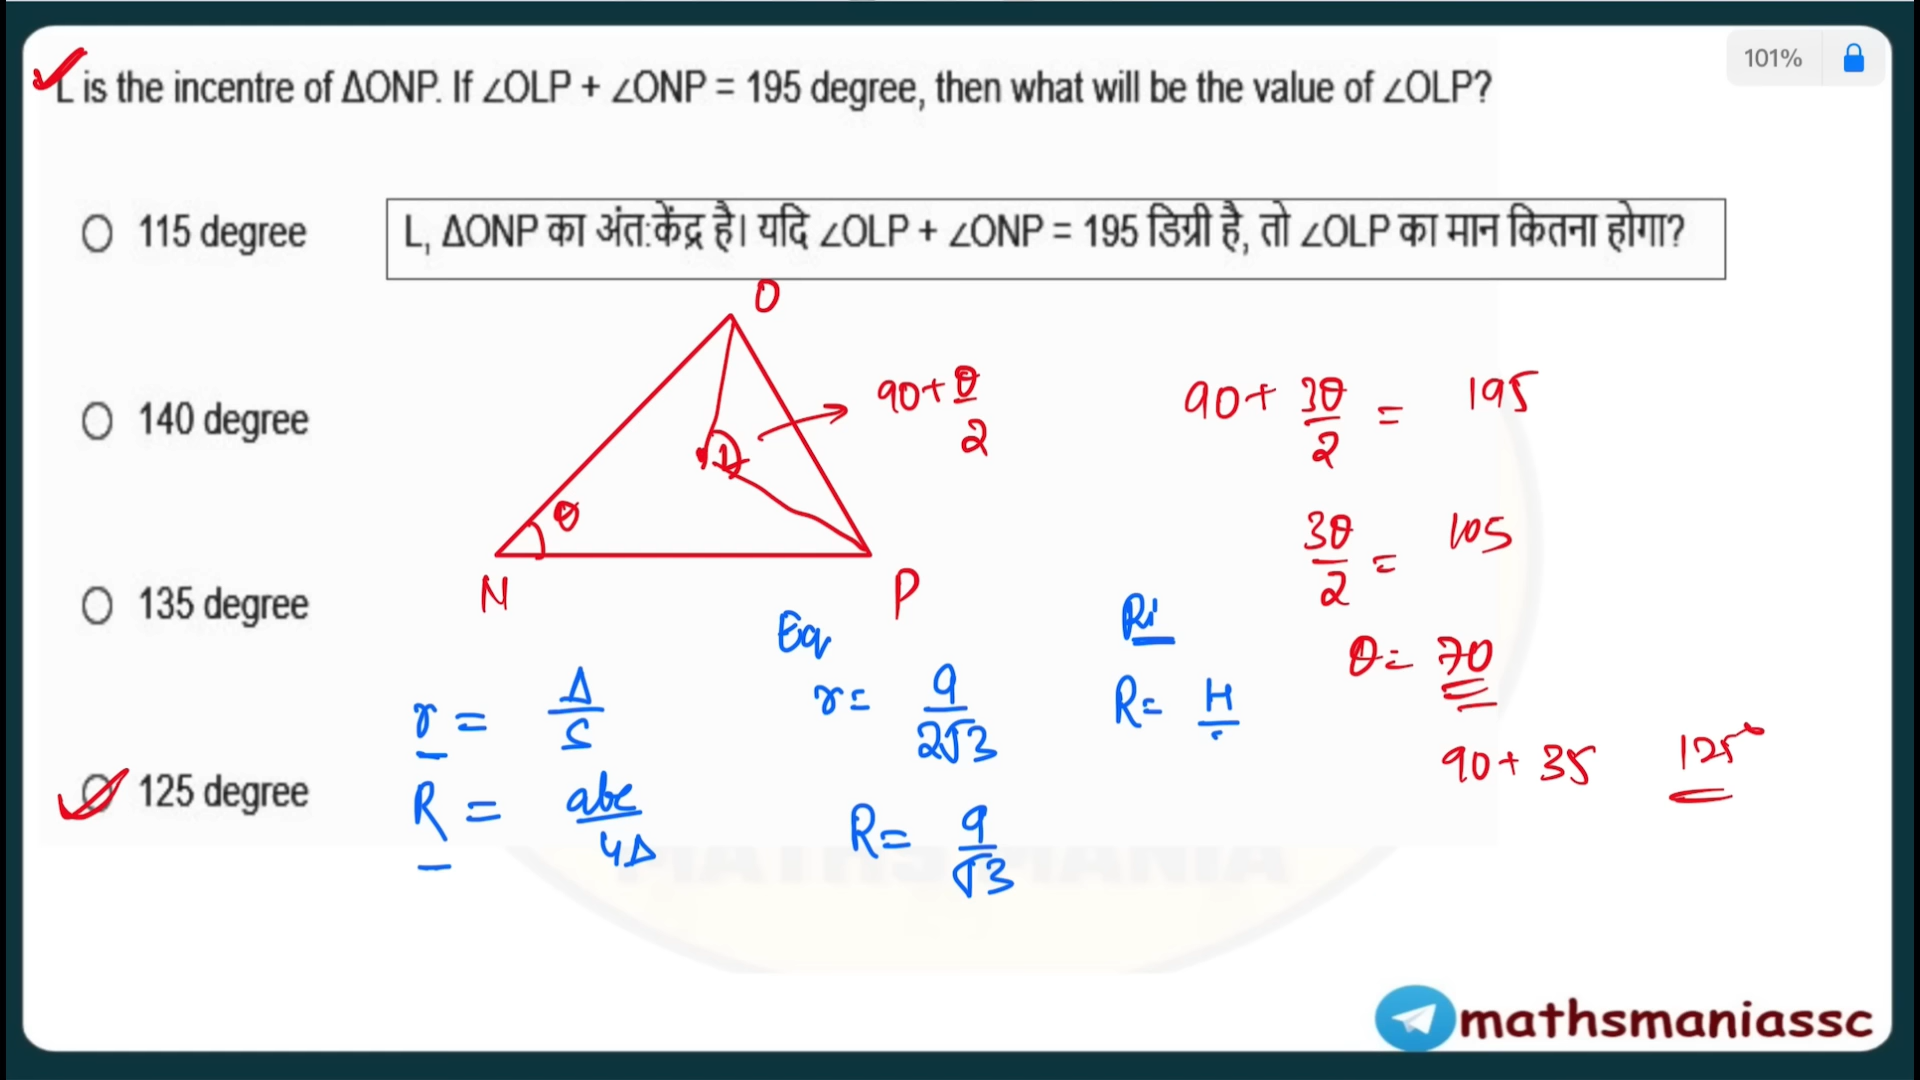 101%
L is the incentre of ΔONP. If ∠OLP + ∠ONP = 195 degree, then what will be the value of ∠OLP?
115 degree
L, ΔONP का अंत:केंद्र है। यदि ∠OLP + ∠ONP = 195 डिग्री है, तो ∠OLP का मान कितना होगा?
140 degree
135 degree
125 degree
O
90+θ/2
θ
N
P
90+ 3θ/2 = 195
3θ/2 = 105
θ= 70
90+ 35 125°
r = Δ/S
R = abc/4Δ
Eq
r= a/2√3
R= a/√3
R= H
MATHSMANIA
mathsmaniassc